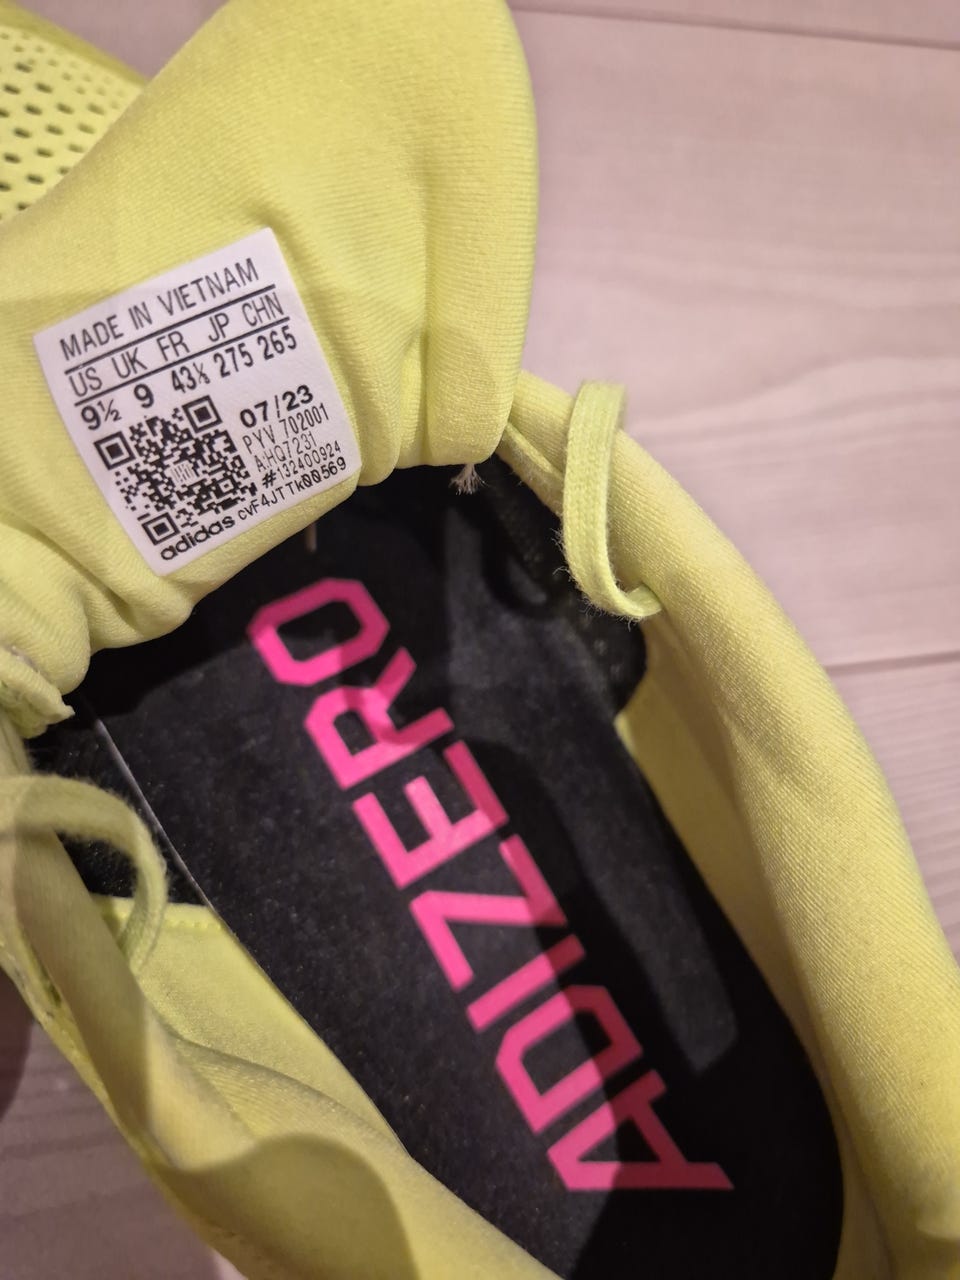 MADE IN VIETNAM
US UK FR JP CHN
9½ 9 43⅓ 275 265
07/23
PYV 702001
A:HQ7231
#132400924
adidas cVF4JTTk00569
ADIZERO